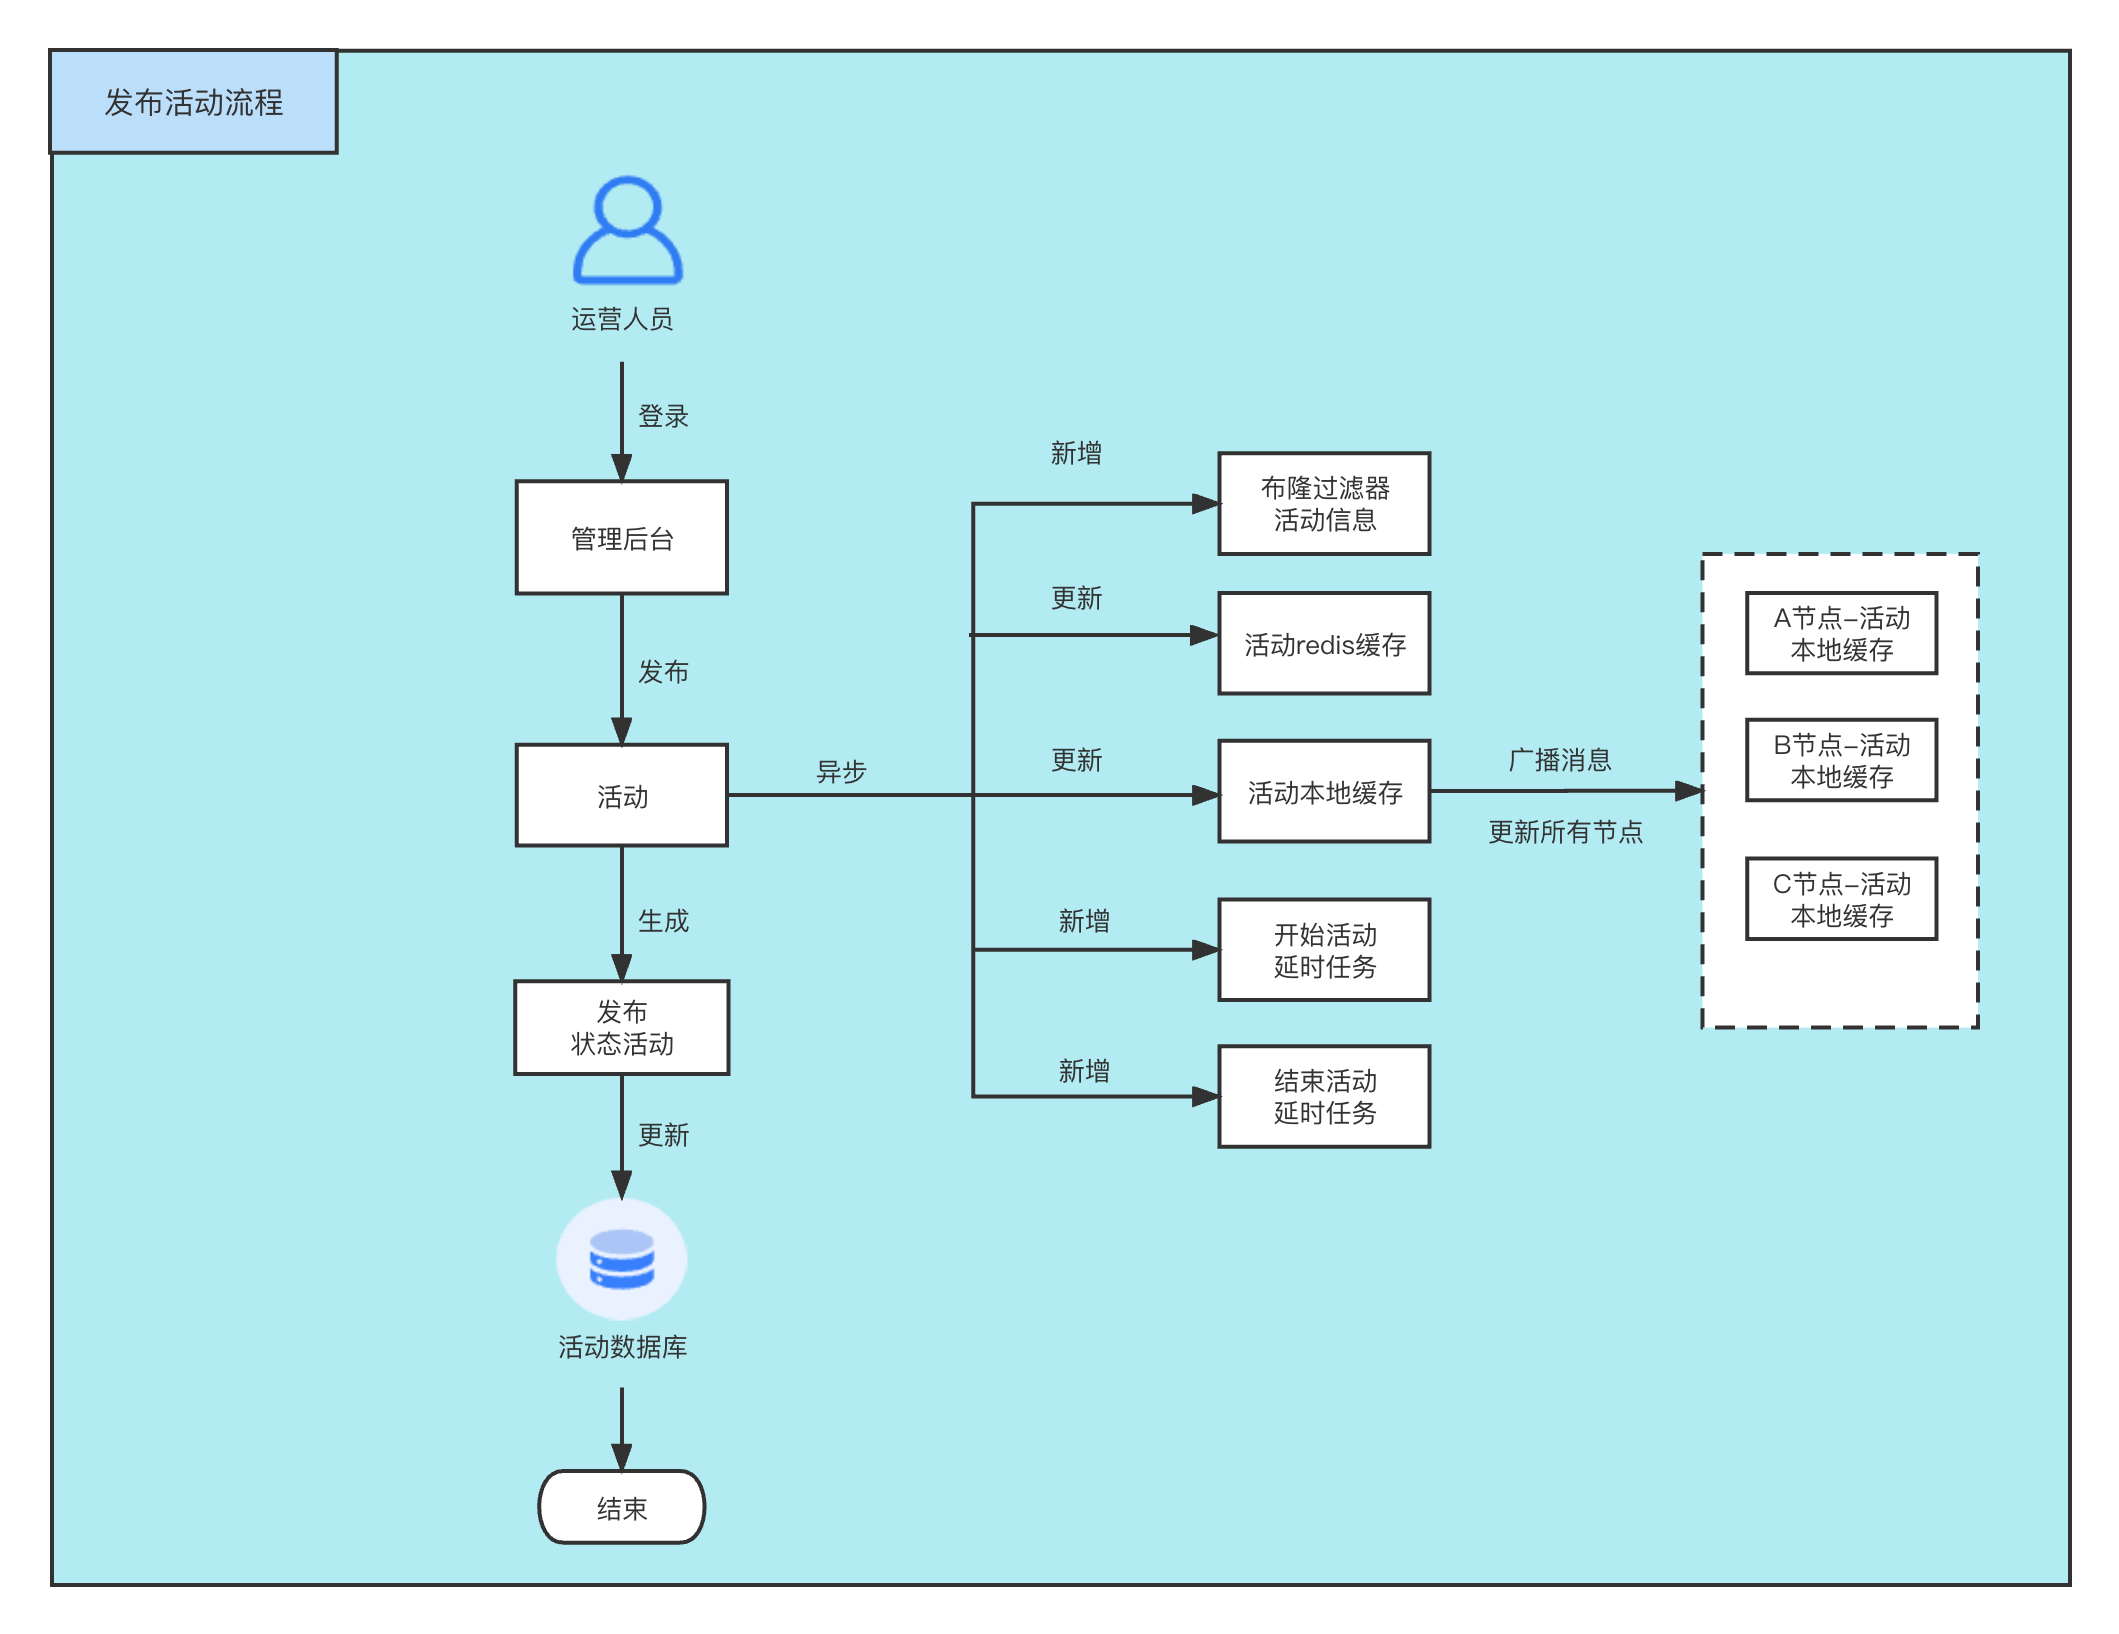 发布活动流程
运营人员
登录
管理后台
发布
活动
异步
生成
发布
状态活动
更新
活动数据库
结束
新增
布隆过滤器
活动信息
更新
活动redis缓存
更新
活动本地缓存
新增
开始活动
延时任务
新增
结束活动
延时任务
广播消息
更新所有节点
A节点-活动
本地缓存
B节点-活动
本地缓存
C节点-活动
本地缓存